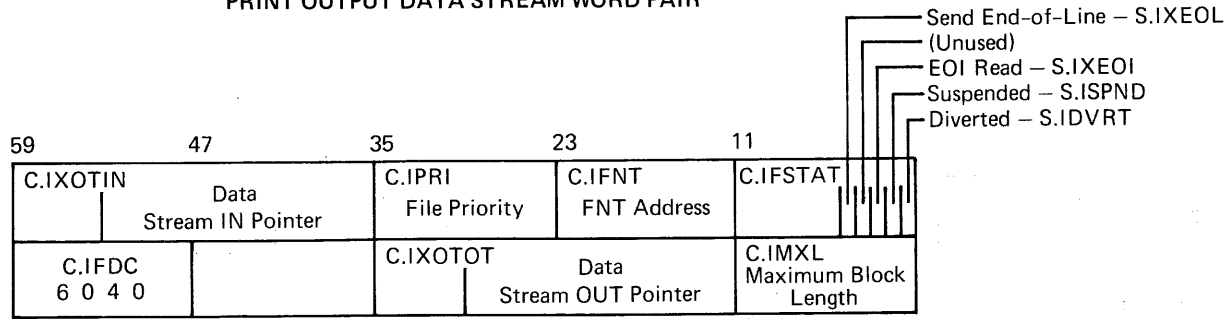 PRINT OUTPUT DATA STREAM WORD PAIR
Send End-of-Line – S.IXEOL
(Unused)
EOI Read – S.IXEOI
Suspended – S.ISPND
Diverted – S.IDVRT
59 47 35 23 11
C.IXOTIN
Data
Stream IN Pointer
C.IPRI
File Priority
C.IFNT
FNT Address
C.IFSTAT
C.IFDC
6 0 4 0
C.IXOTOT
Data
Stream OUT Pointer
C.IMXL
Maximum Block
Length